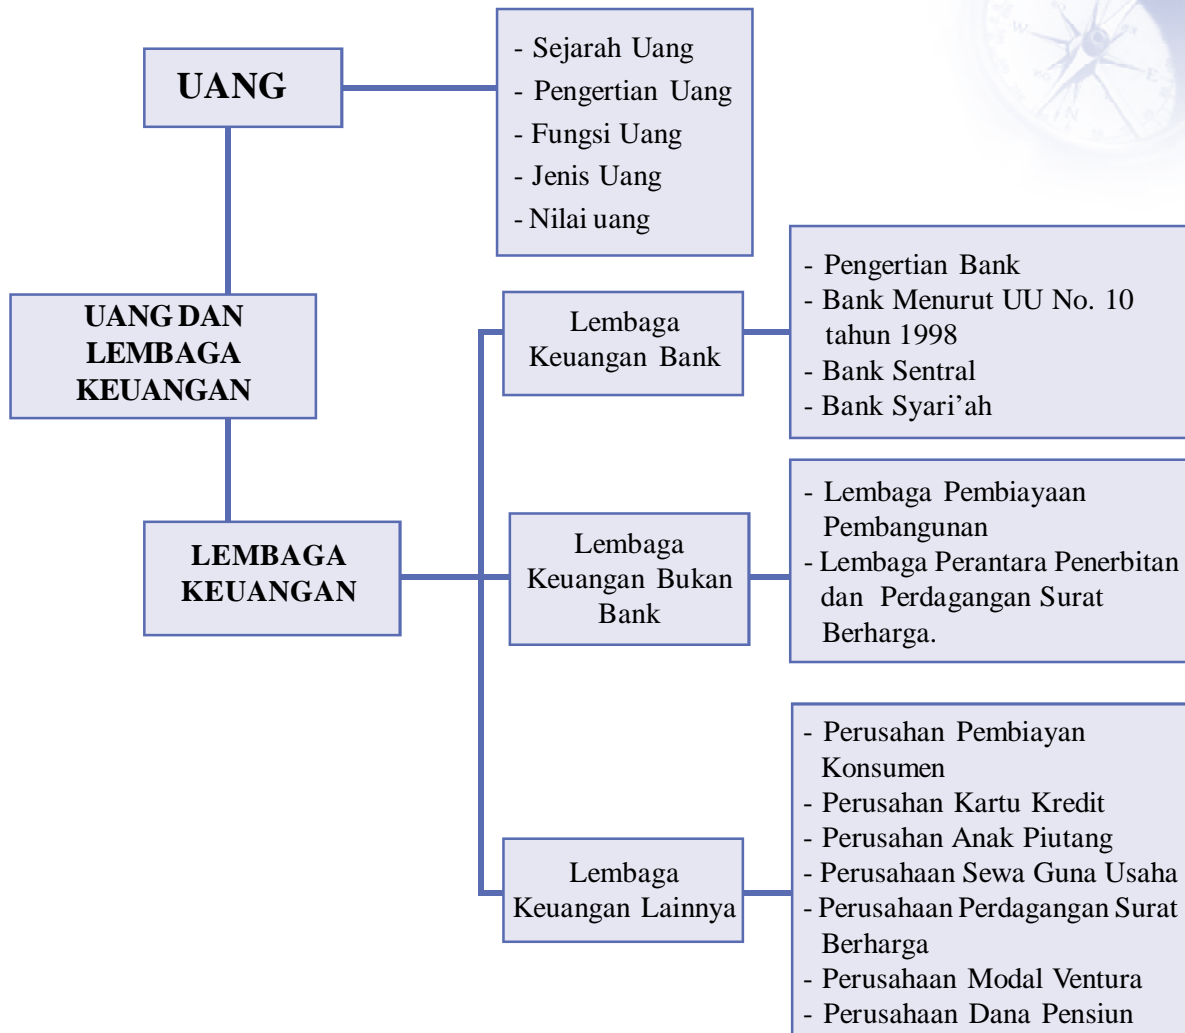 UANG
- Sejarah Uang
- Pengertian Uang
- Fungsi Uang
- Jenis Uang
- Nilai uang
UANG DAN
LEMBAGA
KEUANGAN
LEMBAGA
KEUANGAN
Lembaga
Keuangan Bank
- Pengertian Bank
- Bank Menurut UU No. 10
tahun 1998
- Bank Sentral
- Bank Syari’ah
Lembaga
Keuangan Bukan
Bank
- Lembaga Pembiayaan
Pembangunan
- Lembaga Perantara Penerbitan
dan Perdagangan Surat
Berharga.
Lembaga
Keuangan Lainnya
- Perusahan Pembiayan
Konsumen
- Perusahan Kartu Kredit
- Perusahan Anak Piutang
- Perusahaan Sewa Guna Usaha
- Perusahaan Perdagangan Surat
Berharga
- Perusahaan Modal Ventura
- Perusahaan Dana Pensiun